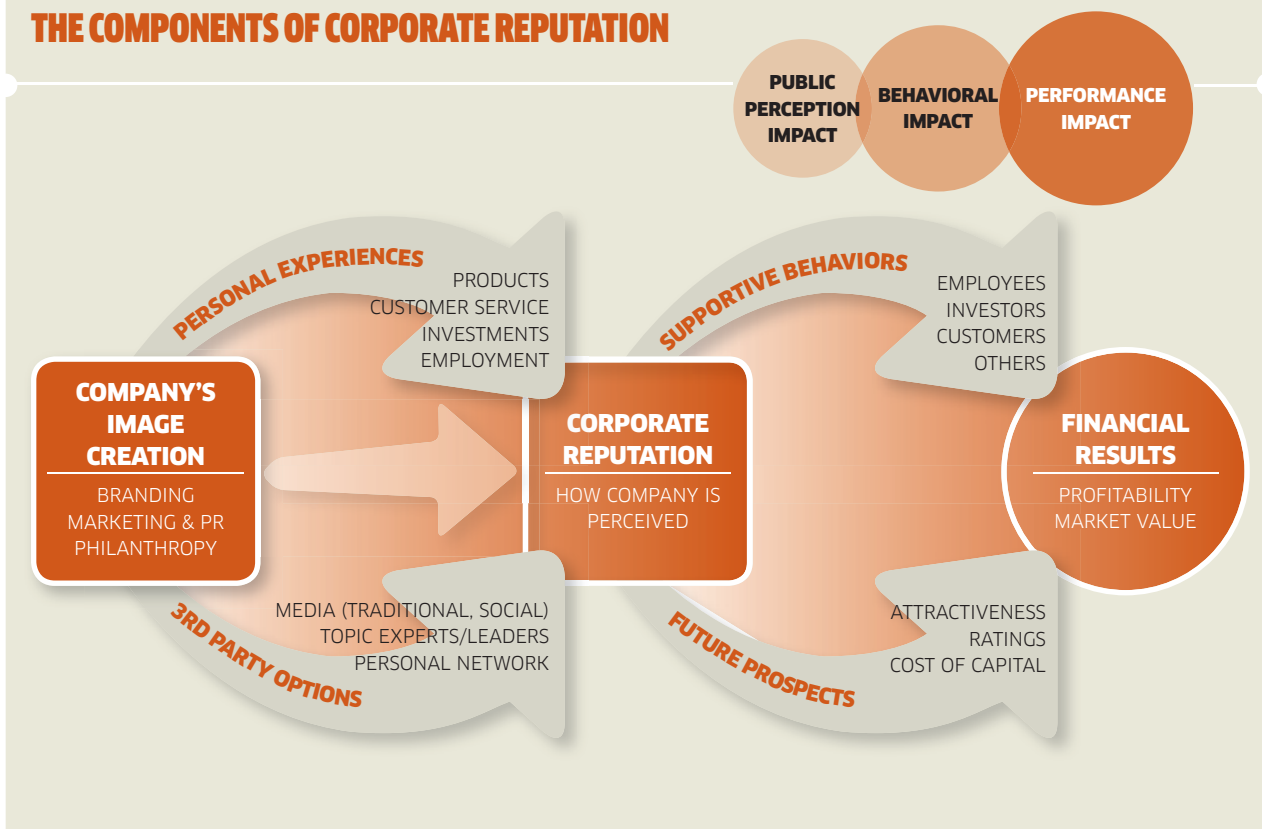 THE COMPONENTS OF CORPORATE REPUTATION
PUBLIC
PERCEPTION
IMPACT
BEHAVIORAL
IMPACT
PERFORMANCE
IMPACT
PERSONAL EXPERIENCES
PRODUCTS
CUSTOMER SERVICE
INVESTMENTS
EMPLOYMENT
SUPPORTIVE BEHAVIORS
EMPLOYEES
INVESTORS
CUSTOMERS
OTHERS
COMPANY'S
IMAGE
CREATION
BRANDING
MARKETING & PR
PHILANTHROPY
CORPORATE
REPUTATION
HOW COMPANY IS
PERCEIVED
FINANCIAL
RESULTS
PROFITABILITY
MARKET VALUE
3RD PARTY OPTIONS
MEDIA (TRADITIONAL, SOCIAL)
TOPIC EXPERTS/LEADERS
PERSONAL NETWORK
FUTURE PROSPECTS
ATTRACTIVENESS
RATINGS
COST OF CAPITAL